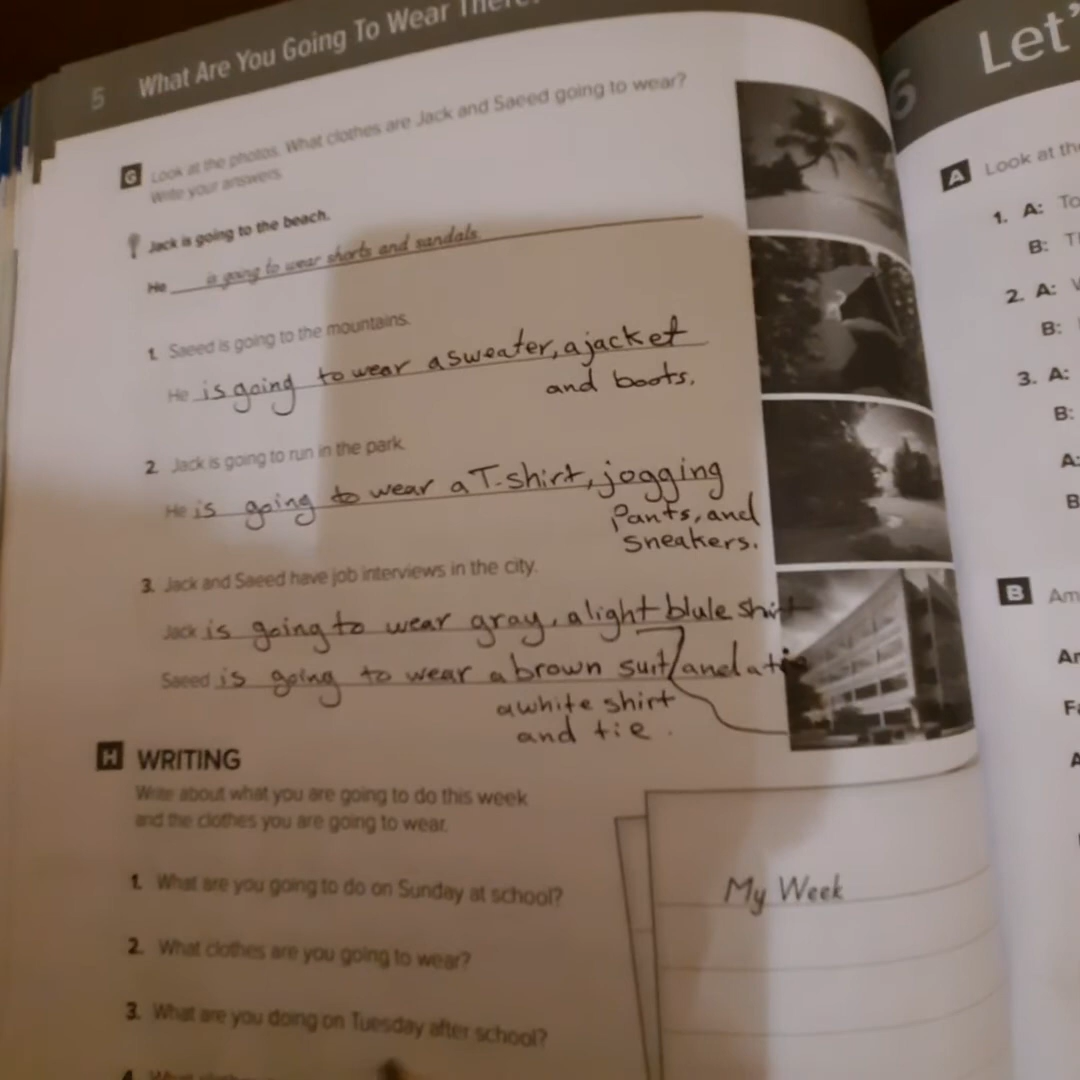 5 What Are You Going To Wear There?
G Look at the photos. What clothes are Jack and Saeed going to wear?
Write your answers.
Jack is going to the beach.
He is going to wear shorts and sandals.
1. Saeed is going to the mountains.
He is going to wear a sweater, a jacket
and boots.
2 Jack is going to run in the park.
He is going to wear a T-shirt, jogging
Pants, and
sneakers.
3. Jack and Saeed have job interviews in the city.
Jack is going to wear gray, a light blule shirt
Saeed is going to wear a brown suit/and a tie
a white shirt
and tie.
H WRITING
Write about what you are going to do this week
and the clothes you are going to wear.
1. What are you going to do on Sunday at school?
2. What clothes are you going to wear?
3. What are you doing on Tuesday after school?
4.
My Week
6 Let'
A Look at the
1. A: To
B:
2. A:
B:
3. A:
B:
A:
B
B Am
Ar
Fa
A